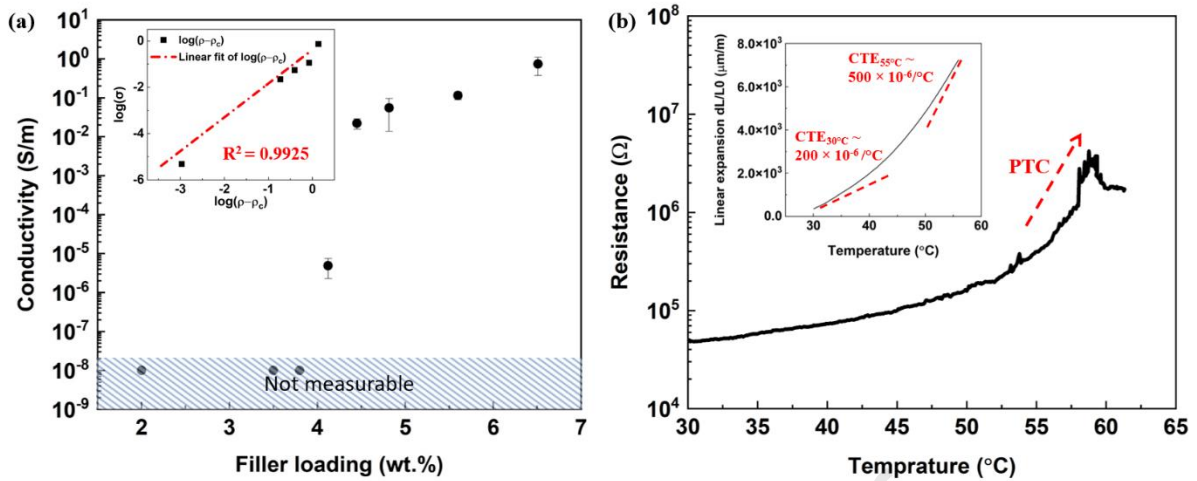 (a)
10¹
10⁰
10⁻¹
10⁻²
10⁻³
10⁻⁴
10⁻⁵
10⁻⁶
10⁻⁷
10⁻⁸
10⁻⁹
Conductivity (S/m)
2 3 4 5 6 7
Filler loading (wt.%)
Not measurable
log(ρ−ρc)
Linear fit of log(ρ−ρc)
R² = 0.9925
0
-2
-4
-6
log(σ)
-3 -2 -1 0
log(ρ−ρc)
(b)
10⁸
10⁷
10⁶
10⁵
10⁴
Resistance (Ω)
30 35 40 45 50 55 60 65
Temprature (°C)
PTC
8.0×10³
6.0×10³
4.0×10³
2.0×10³
0.0
Linear expansion dL/L0 (μm/m)
CTE55°C ~
500 × 10⁻⁶/°C
CTE30°C ~
200 × 10⁻⁶/°C
30 40 50 60
Temperature (°C)